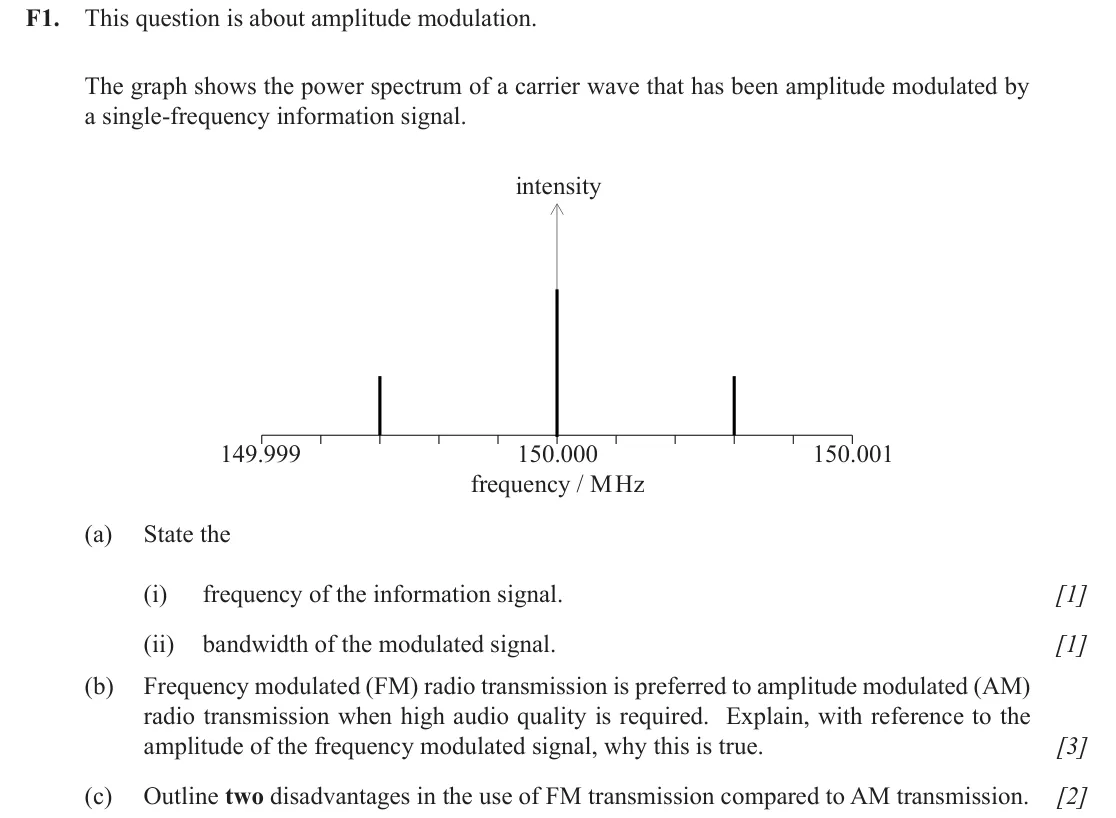 F1. This question is about amplitude modulation.
The graph shows the power spectrum of a carrier wave that has been amplitude modulated by
a single-frequency information signal.
intensity
149.999 150.000 150.001
frequency / MHz
(a) State the
(i) frequency of the information signal. [1]
(ii) bandwidth of the modulated signal. [1]
(b) Frequency modulated (FM) radio transmission is preferred to amplitude modulated (AM)
radio transmission when high audio quality is required. Explain, with reference to the
amplitude of the frequency modulated signal, why this is true. [3]
(c) Outline two disadvantages in the use of FM transmission compared to AM transmission. [2]